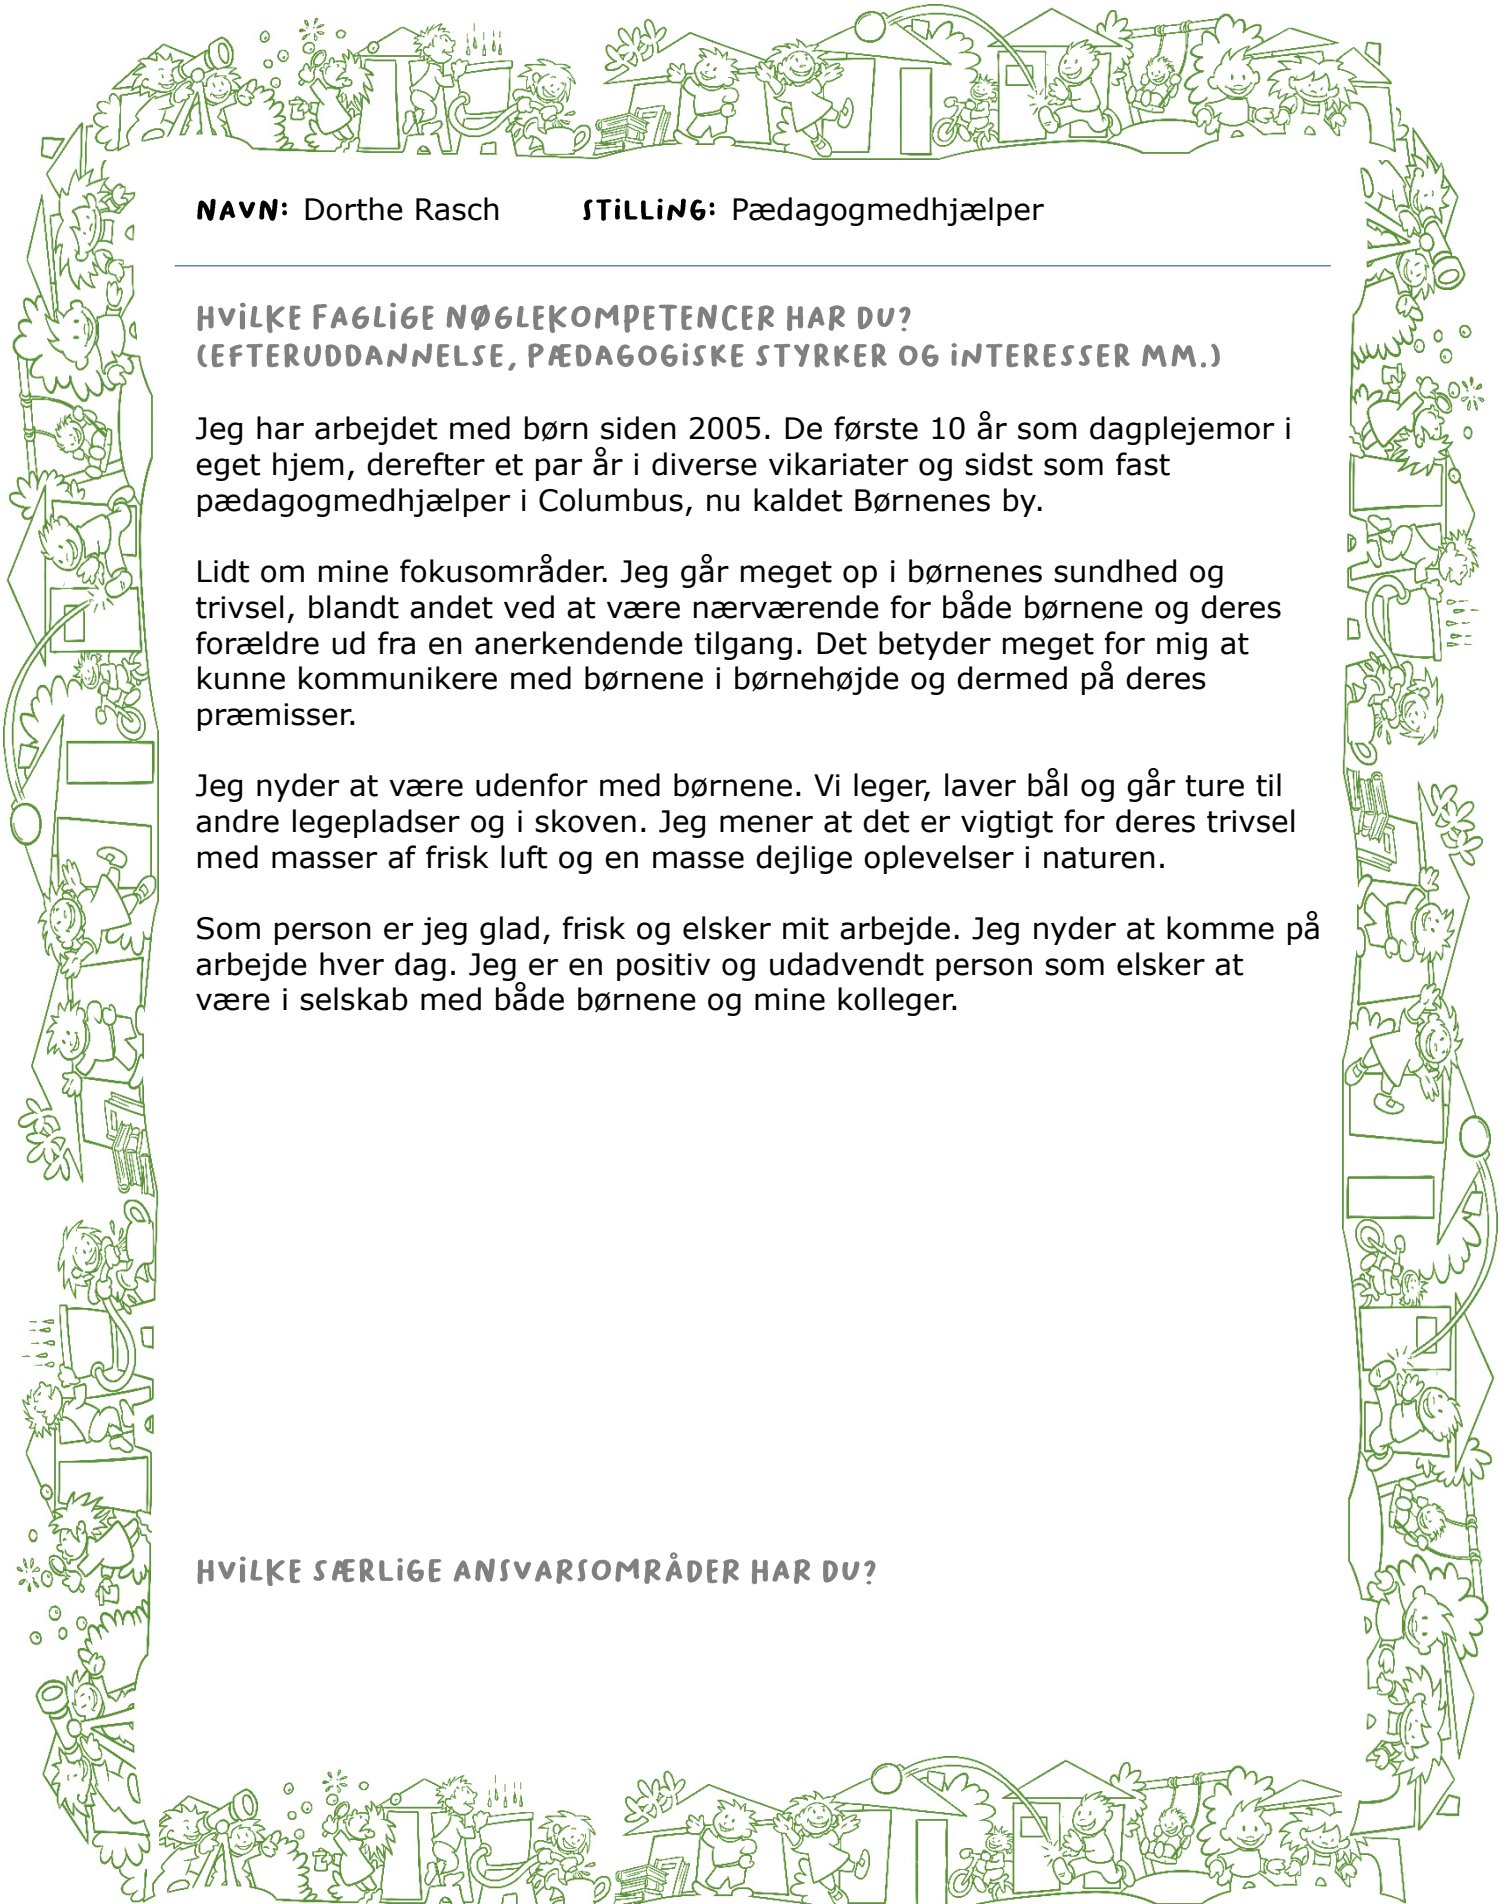 NAVN: Dorthe Rasch STiLLiNG: Pædagogmedhjælper
HViLKE FAGLiGE NØGLEKOMPETENCER HAR DU?
(EFTERUDDANNELSE, PÆDAGOGiSKE STYRKER OG iNTERESSER MM.)
Jeg har arbejdet med børn siden 2005. De første 10 år som dagplejemor i
eget hjem, derefter et par år i diverse vikariater og sidst som fast
pædagogmedhjælper i Columbus, nu kaldet Børnenes by.
Lidt om mine fokusområder. Jeg går meget op i børnenes sundhed og
trivsel, blandt andet ved at være nærværende for både børnene og deres
forældre ud fra en anerkendende tilgang. Det betyder meget for mig at
kunne kommunikere med børnene i børnehøjde og dermed på deres
præmisser.
Jeg nyder at være udenfor med børnene. Vi leger, laver bål og går ture til
andre legepladser og i skoven. Jeg mener at det er vigtigt for deres trivsel
med masser af frisk luft og en masse dejlige oplevelser i naturen.
Som person er jeg glad, frisk og elsker mit arbejde. Jeg nyder at komme på
arbejde hver dag. Jeg er en positiv og udadvendt person som elsker at
være i selskab med både børnene og mine kolleger.
HViLKE SÆRLiGE ANSVARSOMRÅDER HAR DU?